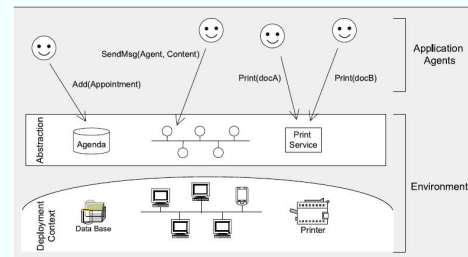 SendMsg(Agent, Content)
Application
Agents
Print(docA)
Print(docB)
Add(Appointment)
Abstraction
Agenda
Print
Service
Environment
Deployment
Context
Data Base
Printer